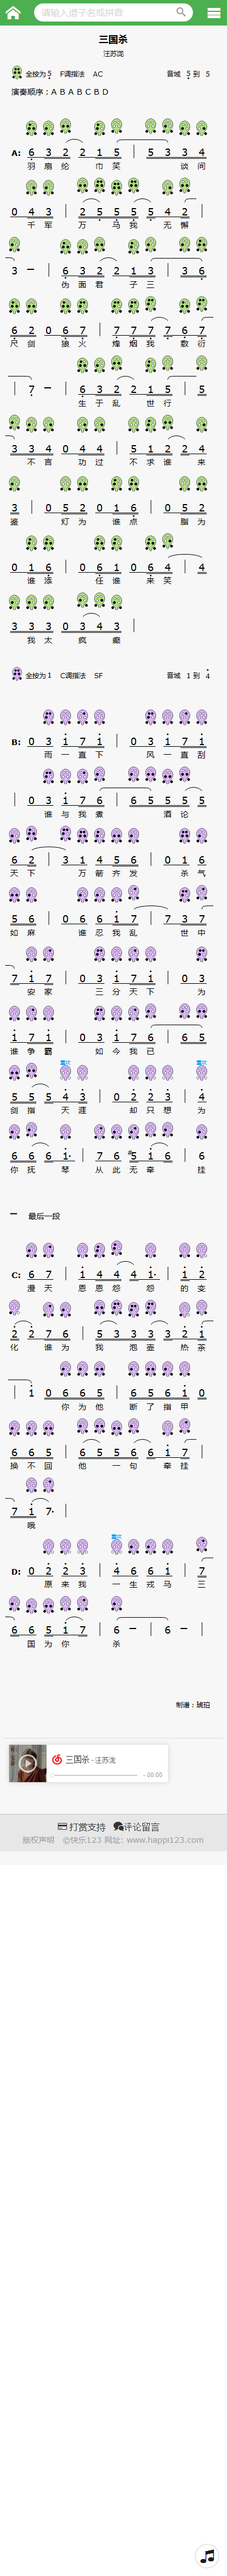 请输入谱子名或拼音
三国杀
汪苏泷
全按为 5 F调指法 AC 音域 5 到 5
演奏顺序：A B A B C B D
A: 6 3 2 2 1 5 | 5 3 3 4
羽扇纶 巾笑 谈间
0 4 3 | 2 5 5 5 5 4 2 |
千军 万马我无懈
3 - | 6 3 2 2 1 3 | 3 6
伪面君 子三
6 2 0 6 7 | 7 7 7 7 6 7
尺剑 狼火 烽烟我 敷衍
| 7 - | 6 3 2 2 1 5 | 5
生于乱 世行
3 3 4 0 4 4 | 5 1 2 2 4
不言 功过 不求谁 来
3 | 0 5 2 0 1 6 | 0 5 2
鉴 灯为 谁点 脂为
0 1 6 | 0 6 1 0 6 4 | 4
谁添 任谁 来笑
3 3 3 0 3 4 3 |
我太 疯癫
全按为 1 C调指法 SF 音域 1 到 4
B: 0 3 1 7 1 | 0 3 1 7 1
雨一直下 风一直刮
| 0 3 1 7 6 6 5 5 5 5
谁与我煮 酒论
6 2 3 1 4 5 6 | 0 1 6
天下 万箭齐发 杀气
5 6 | 0 6 6 1 7 | 7 3 7
如麻 谁忍我乱 世中
7 1 7 | 0 3 1 7 1 | 0 3
安家 三分天下 为
1 7 1 | 0 3 1 7 6 | 6 5
谁争霸 如今我已
5 5 5 4 3 | 0 2 2 3 | 4
剑指 天涯 却只想 为
6 6 6 1· | 7 6 5 1 6 | 6
你抚 琴 从此无牵 挂
最后一段
C: 6 7 | 1 4 4 4 1· | 1 2
漫天 恩恩怨 怨 的变
2 2 7 6 | 5 3 3 3 3 2 1
化 谁为 我 泡壶 热茶
| 1 0 6 6 5 | 6 5 6 1 0
你为他 断了指甲
6 6 5 | 6 5 5 6 6 1 7 |
换不回 他 一句 牵挂
7 1 7· |
哦
D: 0 2 2 3 | 4 6 6 1 | 7
原来我 一生戎马 三
6 6 5 1 7 | 6 - | 6 - |
国为你 杀
制谱：琥珀
三国杀 - 汪苏泷
- 00:00
打赏支持 评论留言
版权声明 ©快乐123 网址: www.happi123.com